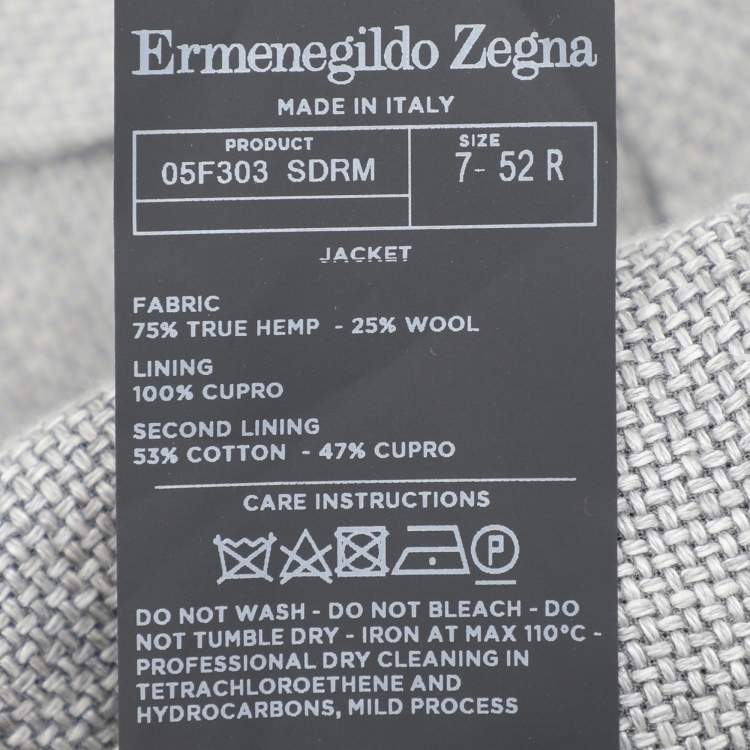 Ermenegildo Zegna
MADE IN ITALY
PRODUCT
05F303 SDRM
SIZE
7- 52 R
JACKET
FABRIC
75% TRUE HEMP - 25% WOOL
LINING
100% CUPRO
SECOND LINING
53% COTTON - 47% CUPRO
CARE INSTRUCTIONS
P
DO NOT WASH - DO NOT BLEACH - DO
NOT TUMBLE DRY - IRON AT MAX 110°C -
PROFESSIONAL DRY CLEANING IN
TETRACHLOROETHENE AND
HYDROCARBONS, MILD PROCESS